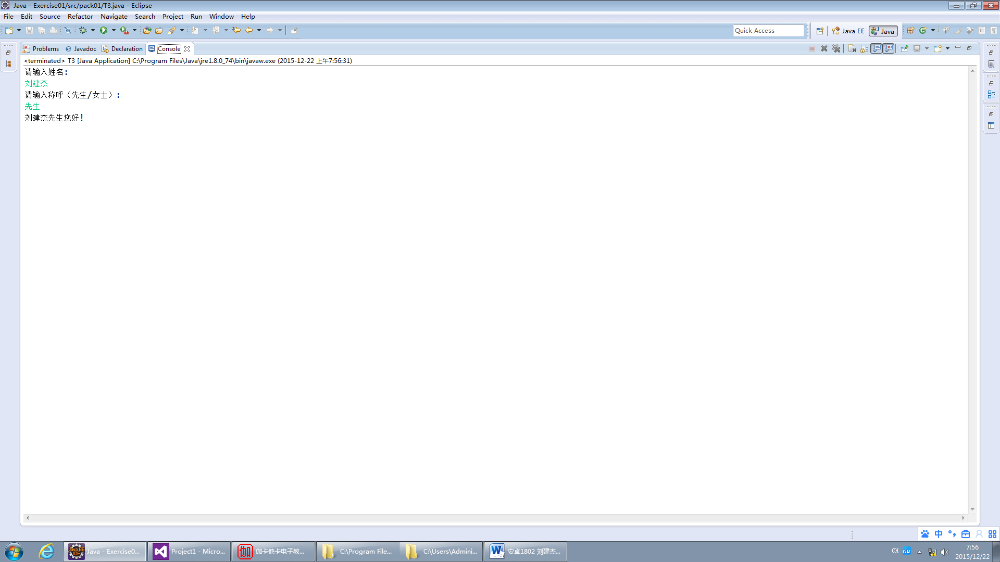 Java - Exercise01/src/pack01/T3.java - Eclipse
File Edit Source Refactor Navigate Search Project Run Window Help
Quick Access Java EE Java
Problems @ Javadoc Declaration Console
<terminated> T3 [Java Application] C:\Program Files\Java\jre1.8.0_74\bin\javaw.exe (2015-12-22 上午7:56:31)
请输入姓名:
刘建杰
请输入称呼（先生/女士）:
先生
刘建杰先生您好!
中
Java - Exercise0... Project1 - Micro... 伽卡他卡电子教... C:\Program File... C:\Users\Admini... 安卓1802 刘建杰... CH du 7:56
2015/12/22